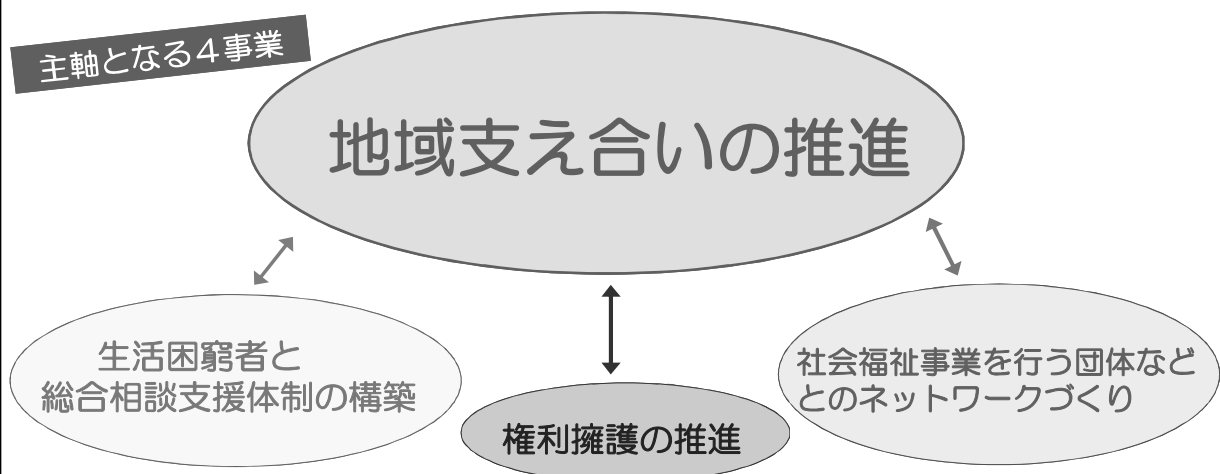 主軸となる４事業
地域支え合いの推進
生活困窮者と
総合相談支援体制の構築
権利擁護の推進
社会福祉事業を行う団体など
とのネットワークづくり